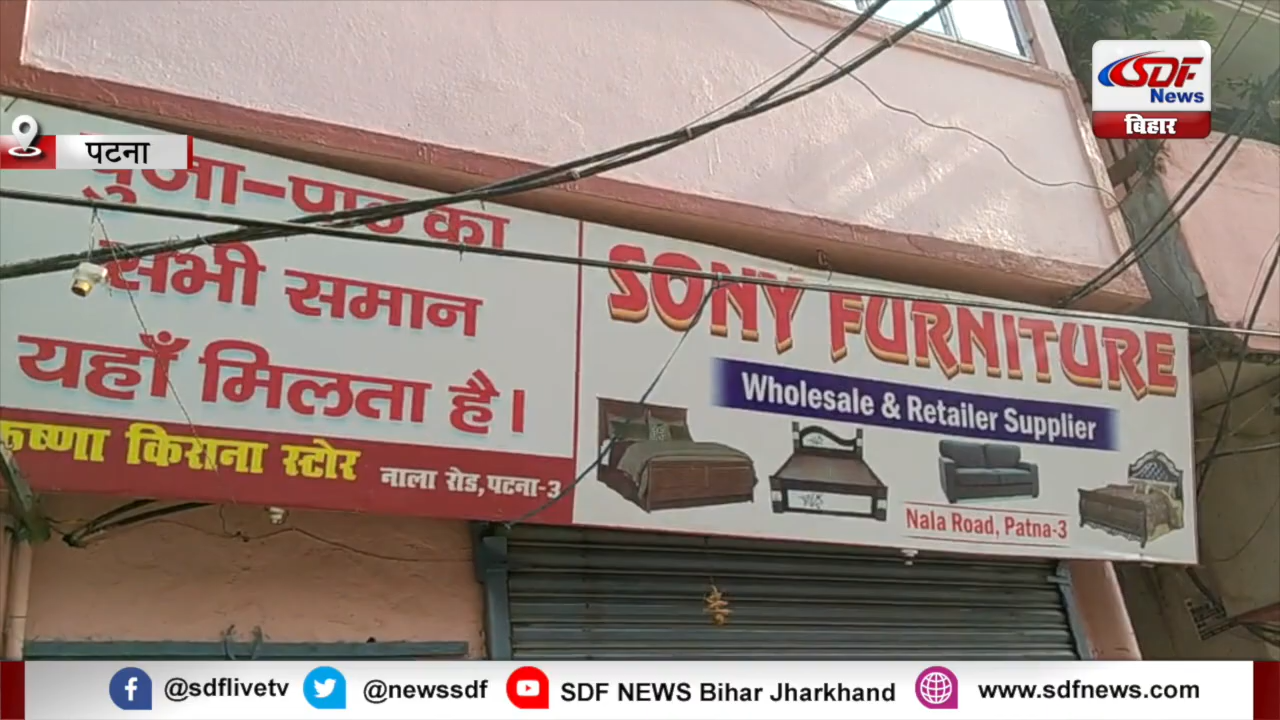 SDF
News
बिहार
पटना
पुजा-पाठ का
सभी समान
यहाँ मिलता है।
किराना स्टोर
नाला रोड, पटना-3
SONY FURNITURE
Wholesale & Retailer Supplier
Nala Road, Patna-3
@sdflivetv
@newssdf
SDF NEWS Bihar Jharkhand
www.sdfnews.com